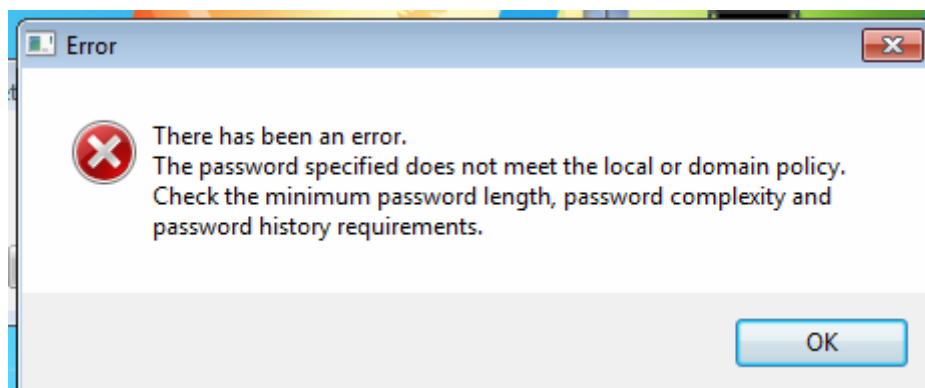 Error
There has been an error.
The password specified does not meet the local or domain policy.
Check the minimum password length, password complexity and
password history requirements.
OK